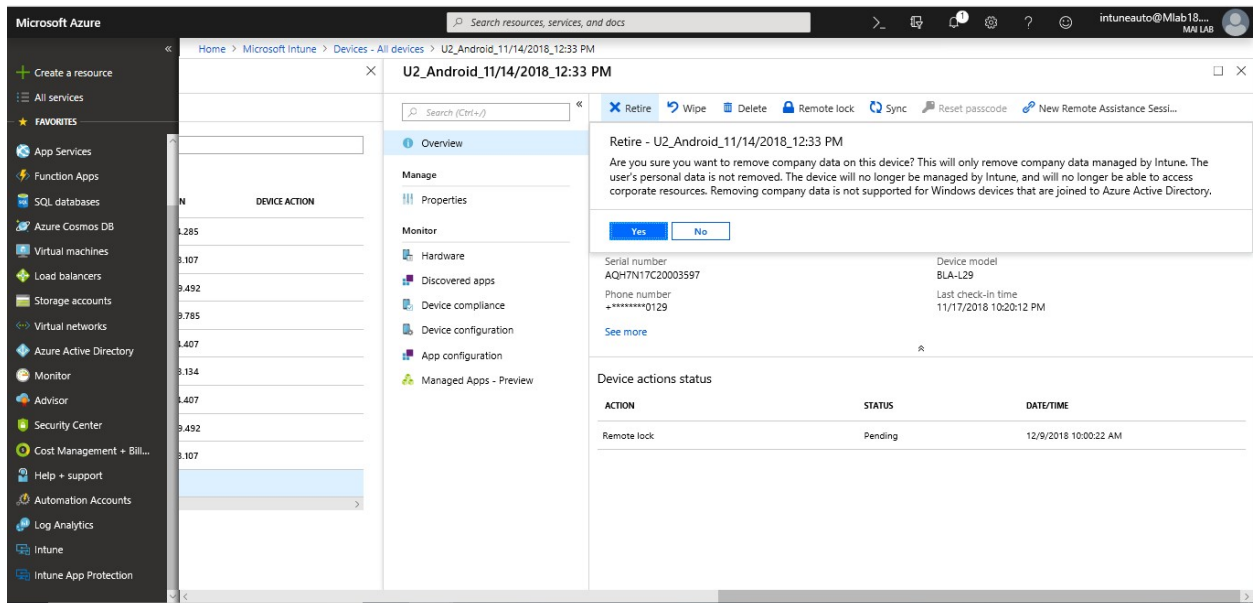 Microsoft Azure
Search resources, services, and docs
1
intuneauto@Mlab18....
MAI LAB
Home > Microsoft Intune > Devices - All devices > U2_Android_11/14/2018_12:33 PM
Create a resource
All services
FAVORITES
App Services
Function Apps
SQL databases
Azure Cosmos DB
Virtual machines
Load balancers
Storage accounts
Virtual networks
Azure Active Directory
Monitor
Advisor
Security Center
Cost Management + Bill...
Help + support
Automation Accounts
Log Analytics
Intune
Intune App Protection
N DEVICE ACTION
.285
.107
.492
.785
.407
.134
.407
.492
.107
U2_Android_11/14/2018_12:33 PM
Search (Ctrl+/)
Overview
Manage
Properties
Monitor
Hardware
Discovered apps
Device compliance
Device configuration
App configuration
Managed Apps - Preview
Retire Wipe Delete Remote lock Sync Reset passcode New Remote Assistance Sessi...
Retire - U2_Android_11/14/2018_12:33 PM
Are you sure you want to remove company data on this device? This will only remove company data managed by Intune. The
user's personal data is not removed. The device will no longer be managed by Intune, and will no longer be able to access
corporate resources. Removing company data is not supported for Windows devices that are joined to Azure Active Directory.
Yes No
Serial number Device model
AQH7N17C20003597 BLA-L29
Phone number Last check-in time
+********0129 11/17/2018 10:20:12 PM
See more
Device actions status
ACTION STATUS DATE/TIME
Remote lock Pending 12/9/2018 10:00:22 AM